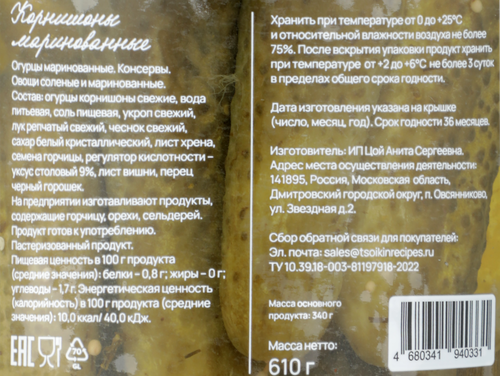 Корнишоны
маринованные
Огурцы маринованные. Консервы.
Овощи соленые и маринованные.
Состав: огурцы корнишоны свежие, вода
питьевая, соль пищевая, укроп свежий,
лук репчатый свежий, чеснок свежий,
сахар белый кристаллический, лист хрена,
семена горчицы, регулятор кислотности –
уксус столовый 9%, лист вишни, перец
черный горошек.
На предприятии изготавливают продукты,
содержащие горчицу, орехи, сельдерей.
Продукт готов к употреблению.
Пастеризованный продукт.
Пищевая ценность в 100 г продукта
(средние значения): белки – 0,8 г; жиры – 0 г;
углеводы – 1,7 г. Энергетическая ценность
(калорийность) в 100 г продукта (средние
значения): 10,0 ккал/ 40,0 кДж.
EAC
70
GL
Хранить при температуре от 0 до +25°C
и относительной влажности воздуха не более
75%. После вскрытия упаковки продукт хранить
при температуре от +2 до +6°C не более 3 суток
в пределах общего срока годности.
Дата изготовления указана на крышке
(число, месяц, год). Срок годности 36 месяцев.
Изготовитель: ИП Цой Анита Сергеевна.
Адрес места осуществления деятельности:
141895, Россия, Московская область,
Дмитровский городской округ, п. Овсянниково,
ул. Звездная д.2.
Сбор обратной связи для покупателей:
Эл. почта: sales@tsoikinrecipes.ru
ТУ 10.39.18-003-81197918-2022
Масса основного
продукта: 340 г
Масса нетто:
610 г
4 680341 940331